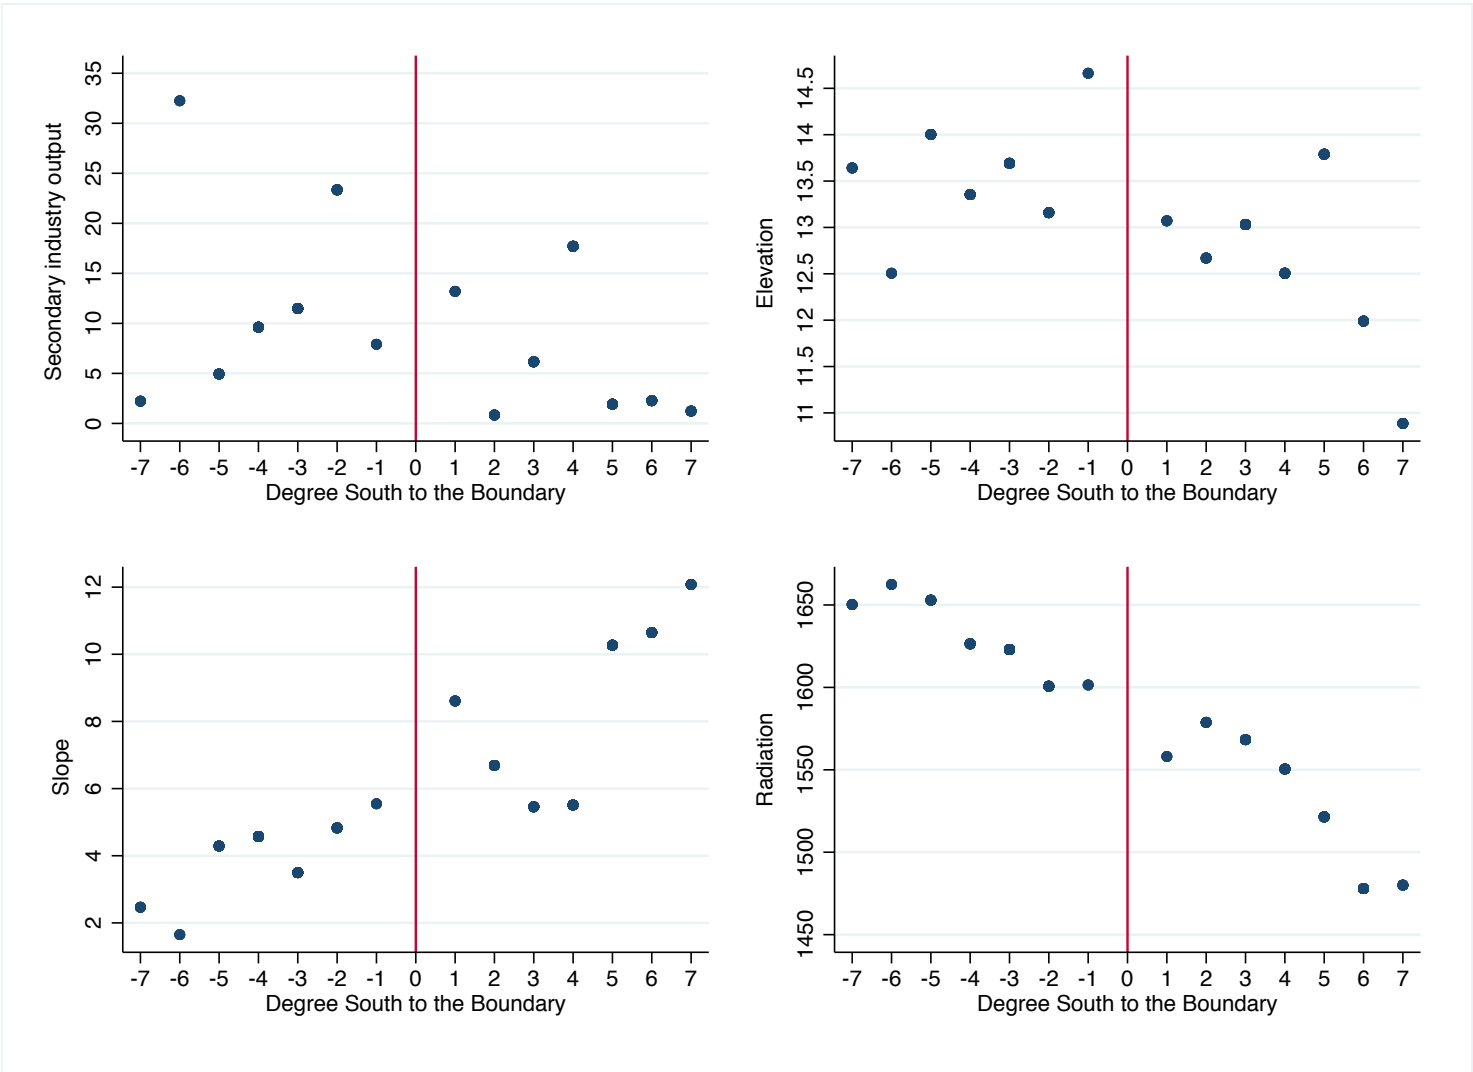 Secondary industry output
35
30
25
20
15
10
5
0
-7 -6 -5 -4 -3 -2 -1 0 1 2 3 4 5 6 7
Degree South to the Boundary
Elevation
14.5
14
13.5
13
12.5
12
11.5
11
-7 -6 -5 -4 -3 -2 -1 0 1 2 3 4 5 6 7
Degree South to the Boundary
Slope
12
10
8
6
4
2
-7 -6 -5 -4 -3 -2 -1 0 1 2 3 4 5 6 7
Degree South to the Boundary
Radiation
1650
1600
1550
1500
1450
-7 -6 -5 -4 -3 -2 -1 0 1 2 3 4 5 6 7
Degree South to the Boundary